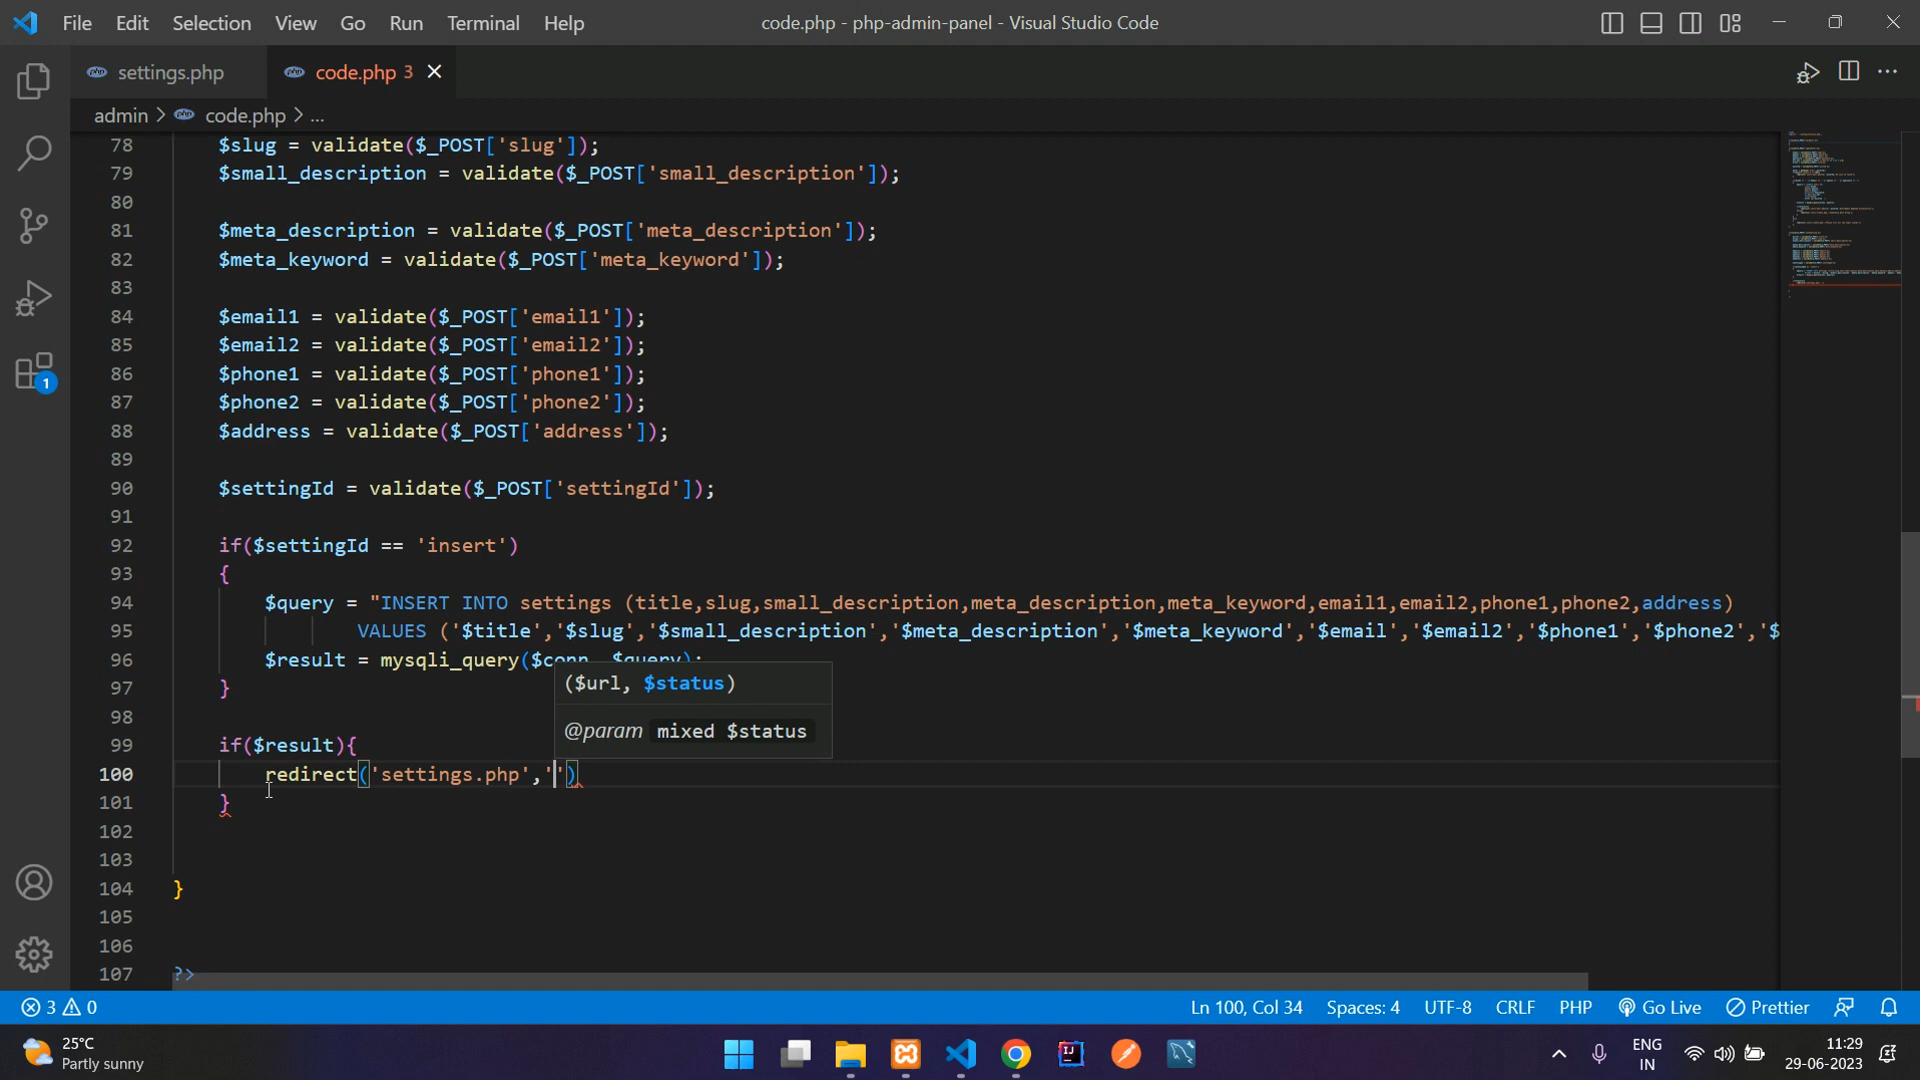 File Edit Selection View Go Run Terminal Help code.php - php-admin-panel - Visual Studio Code
settings.php code.php 3
admin > code.php > ...
78 $slug = validate($_POST['slug']);
79 $small_description = validate($_POST['small_description']);
80
81 $meta_description = validate($_POST['meta_description']);
82 $meta_keyword = validate($_POST['meta_keyword']);
83
84 $email1 = validate($_POST['email1']);
85 $email2 = validate($_POST['email2']);
86 $phone1 = validate($_POST['phone1']);
87 $phone2 = validate($_POST['phone2']);
88 $address = validate($_POST['address']);
89
90 $settingId = validate($_POST['settingId']);
91
92 if($settingId == 'insert')
93 {
94 $query = "INSERT INTO settings (title,slug,small_description,meta_description,meta_keyword,email1,email2,phone1,phone2,address)
95 VALUES ('$title','$slug','$small_description','$meta_description','$meta_keyword','$email','$email2','$phone1','$phone2','$
96 $result = mysqli_query($conn, $query);
97 }
($url, $status)
98
@param mixed $status
99 if($result){
100 redirect('settings.php','')
101 }
102
103
104 }
105
106
107 ?>
3 0 Ln 100, Col 34 Spaces: 4 UTF-8 CRLF PHP Go Live Prettier
1
25°C
Partly sunny
ENG
IN
11:29
29-06-2023